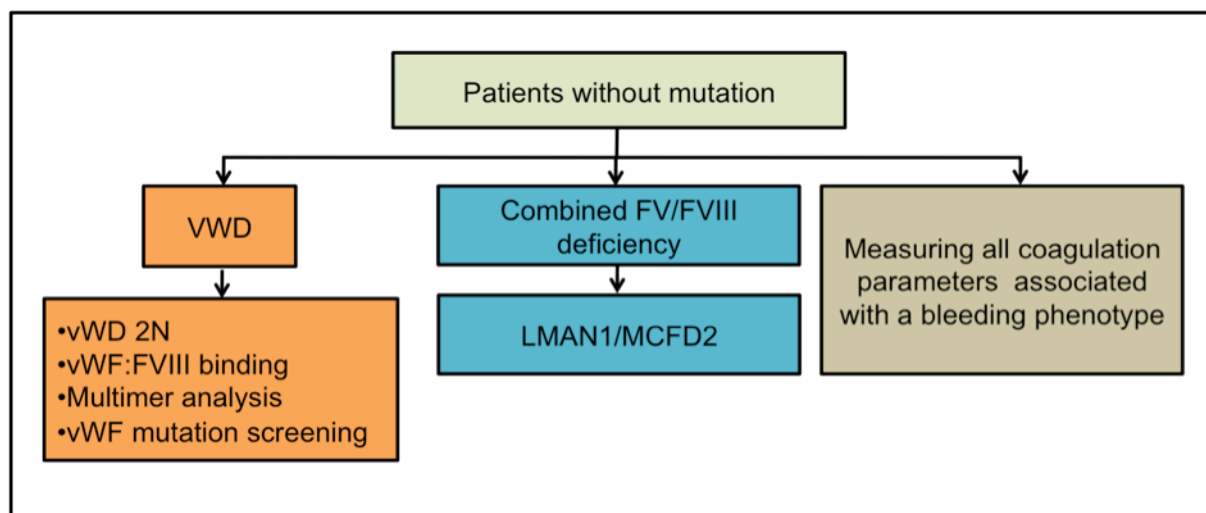 Patients without mutation
VWD
Combined FV/FVIII
deficiency
Measuring all coagulation
parameters  associated
with a bleeding phenotype
•vWD 2N
•vWF:FVIII binding
•Multimer analysis
•vWF mutation screening
LMAN1/MCFD2